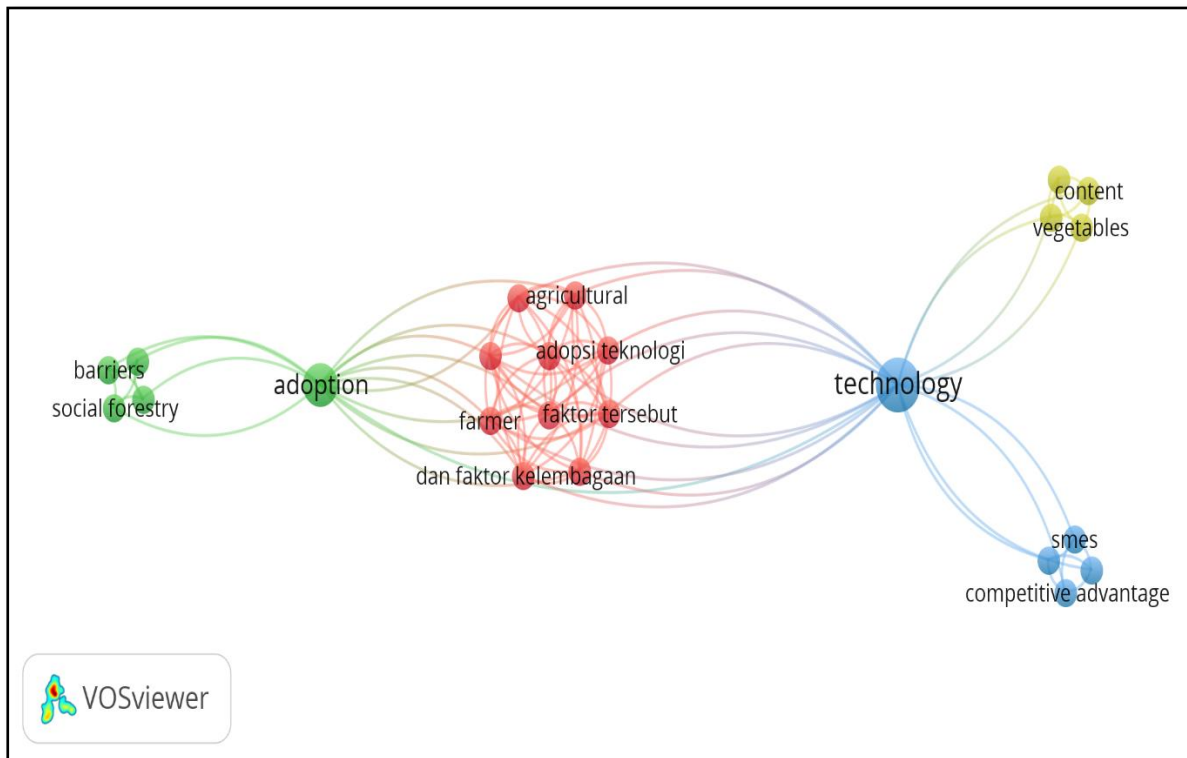 content
vegetables
agricultural
adopsi teknologi
barriers
adoption
technology
social forestry
farmer
faktor tersebut
dan faktor kelembagaan
smes
competitive advantage
VOSviewer